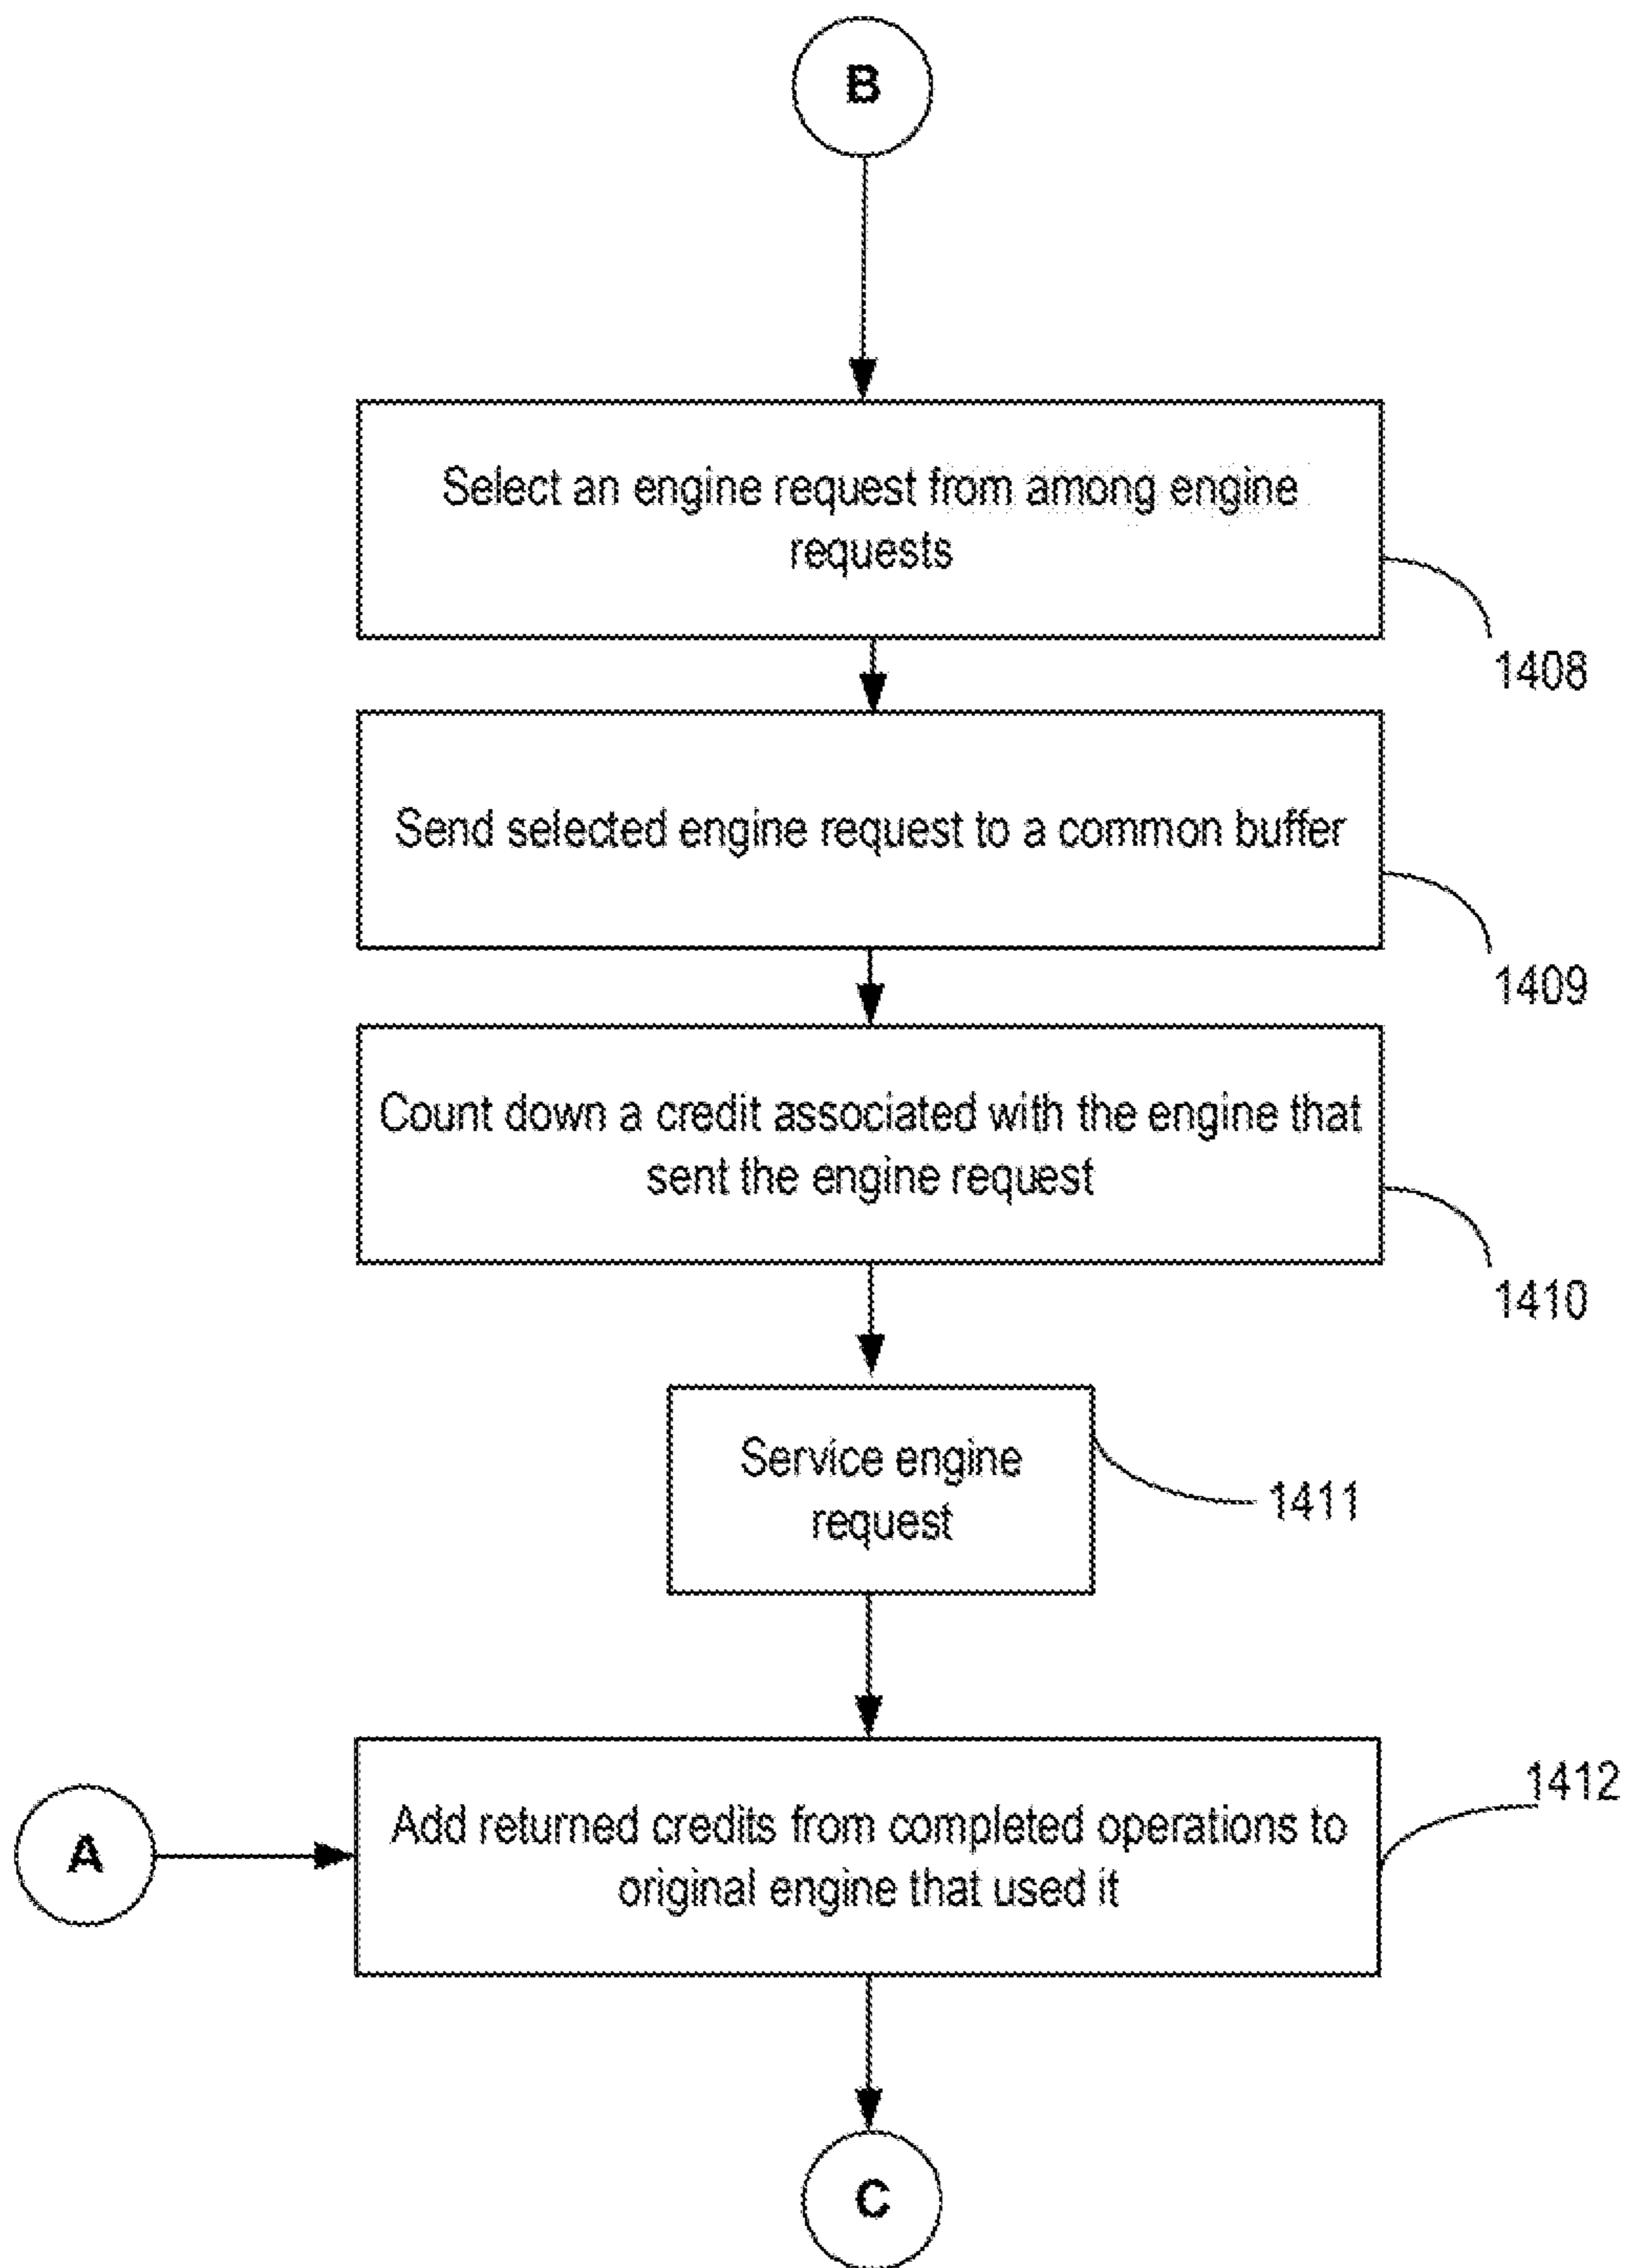 B
Select an engine request from among engine
requests
1408
Send selected engine request to a common buffer
1409
Count down a credit associated with the engine that
sent the engine request
1410
Service engine
request
1411
1412
Add returned credits from completed operations to
original engine that used it
A
C